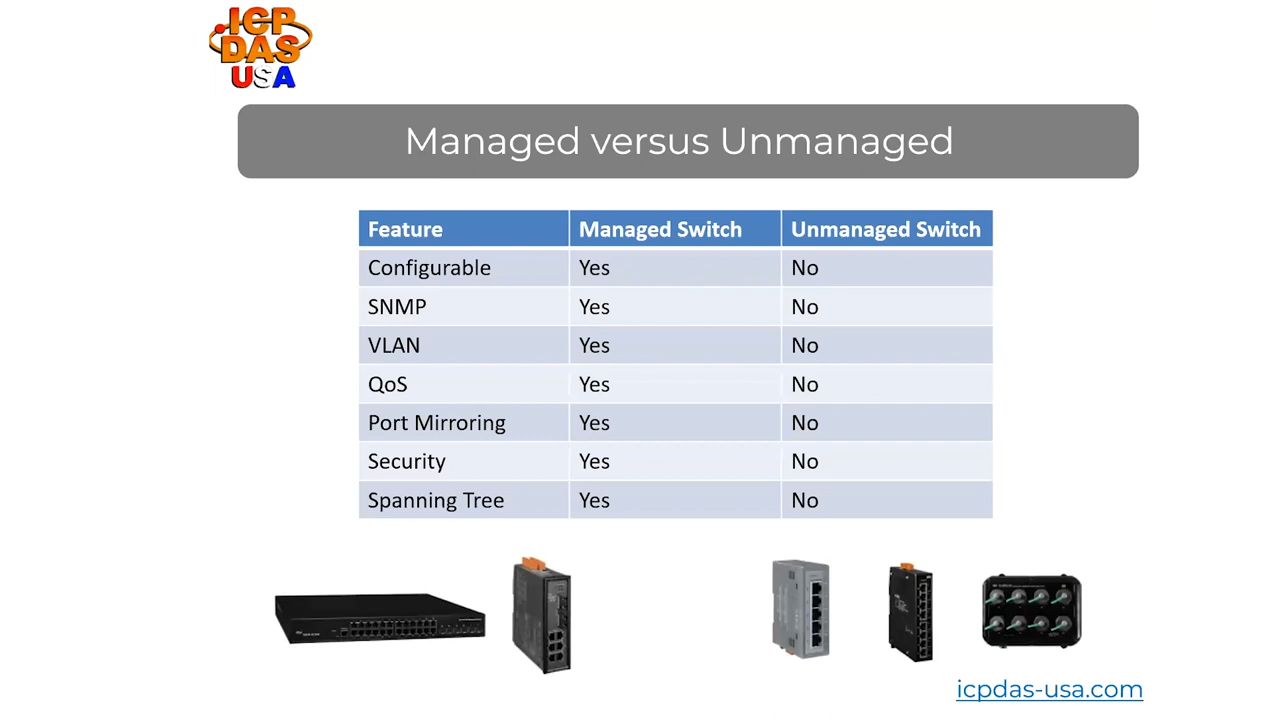 ICP
DAS
USA
Managed versus Unmanaged
Feature Managed Switch Unmanaged Switch
Configurable Yes No
SNMP Yes No
VLAN Yes No
QoS Yes No
Port Mirroring Yes No
Security Yes No
Spanning Tree Yes No
icpdas-usa.com